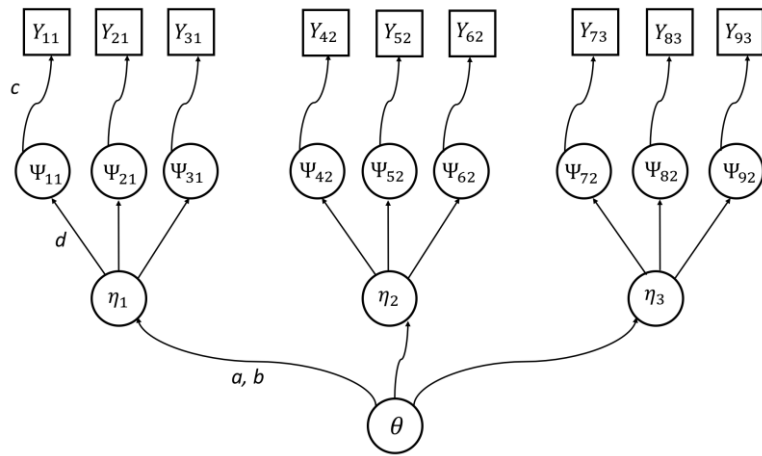 Y₁₁ Y₂₁ Y₃₁ Y₄₂ Y₅₂ Y₆₂ Y₇₃ Y₈₃ Y₉₃
c
Ψ₁₁ Ψ₂₁ Ψ₃₁ Ψ₄₂ Ψ₅₂ Ψ₆₂ Ψ₇₂ Ψ₈₂ Ψ₉₂
d
η₁ η₂ η₃
a, b
θ